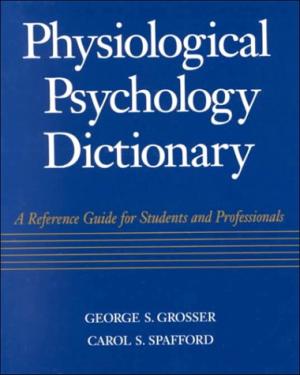 Physiological
Psychology
Dictionary
A Reference Guide for Students and Professionals
GEORGE S. GROSSER
CAROL S. SPAFFORD